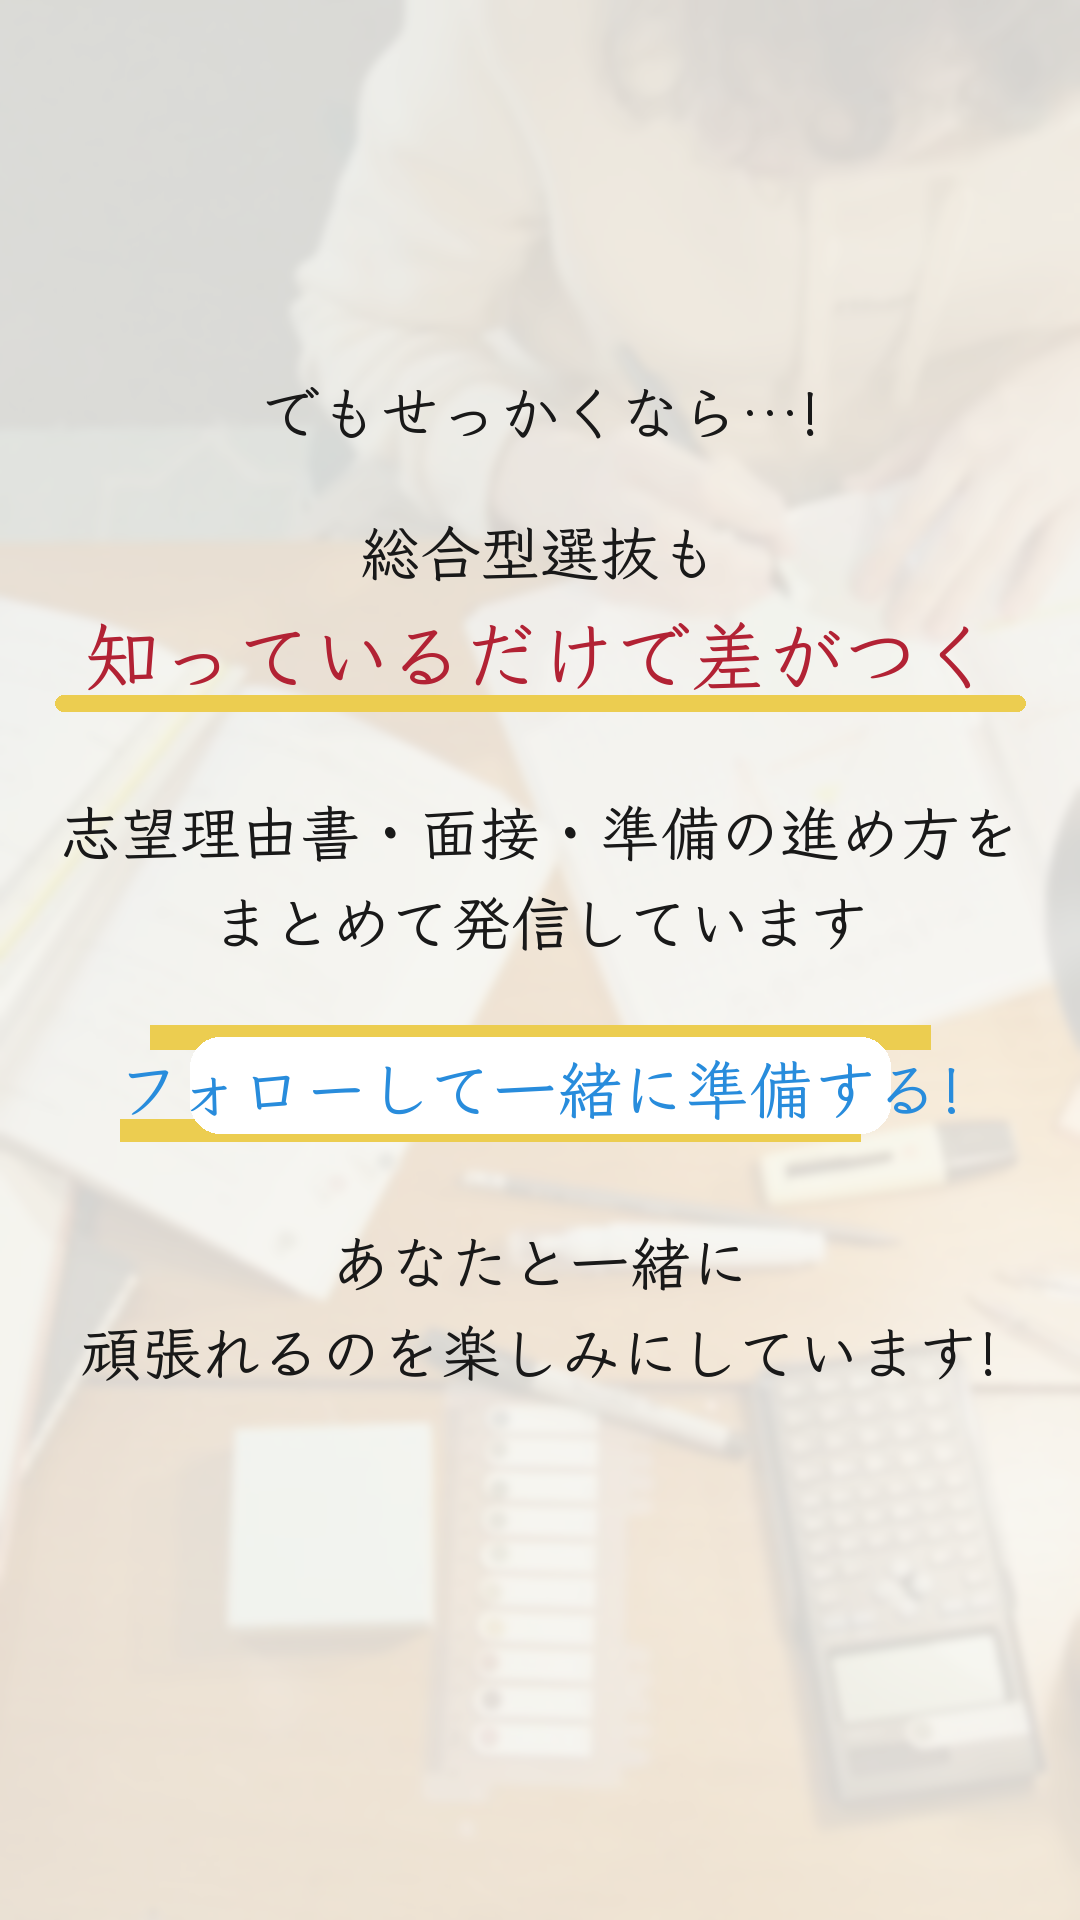 でもせっかくなら…!
総合型選抜も
知っているだけで差がつく
志望理由書・面接・準備の進め方を
まとめて発信しています
フォローして一緒に準備する!
あなたと一緒に
頑張れるのを楽しみにしています!